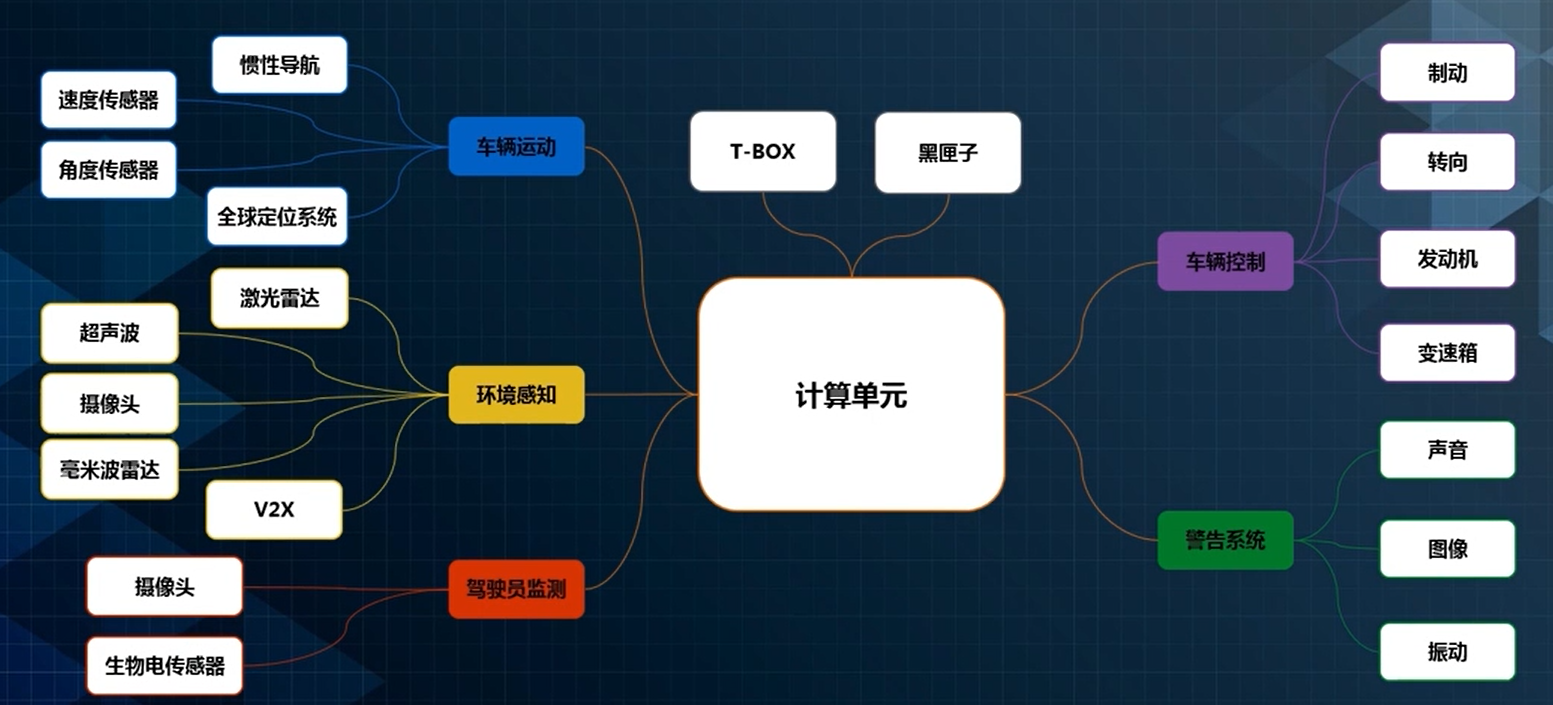 惯性导航
速度传感器
角度传感器
全球定位系统
车辆运动
激光雷达
超声波
摄像头
毫米波雷达
V2X
环境感知
摄像头
生物电传感器
驾驶员监测
T-BOX
黑匣子
计算单元
车辆控制
制动
转向
发动机
变速箱
警告系统
声音
图像
振动